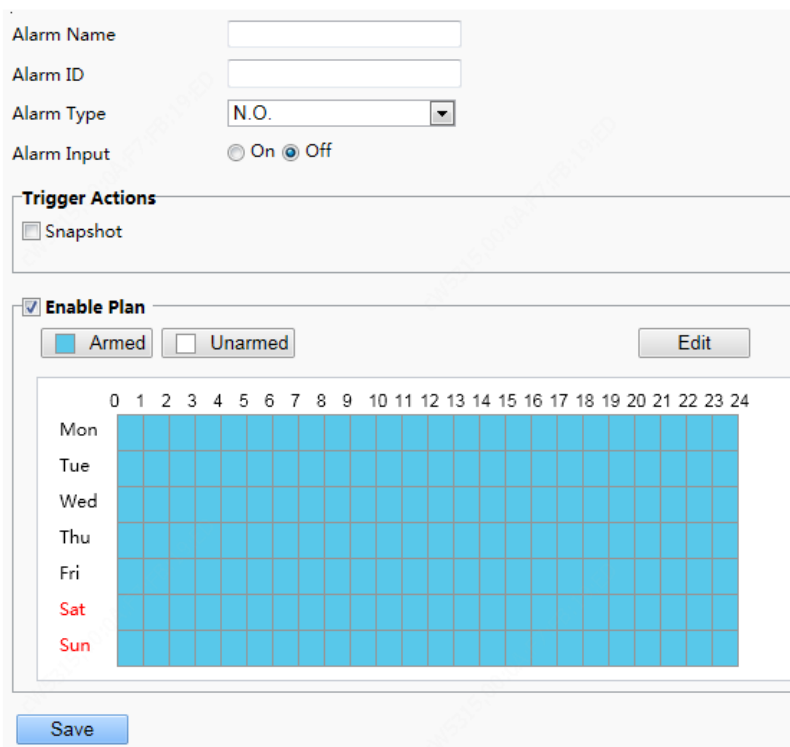 Alarm Name
Alarm ID
Alarm Type N.O.
Alarm Input On Off
Trigger Actions
Snapshot
Enable Plan
Armed Unarmed Edit
0 1 2 3 4 5 6 7 8 9 10 11 12 13 14 15 16 17 18 19 20 21 22 23 24
Mon
Tue
Wed
Thu
Fri
Sat
Sun
Save